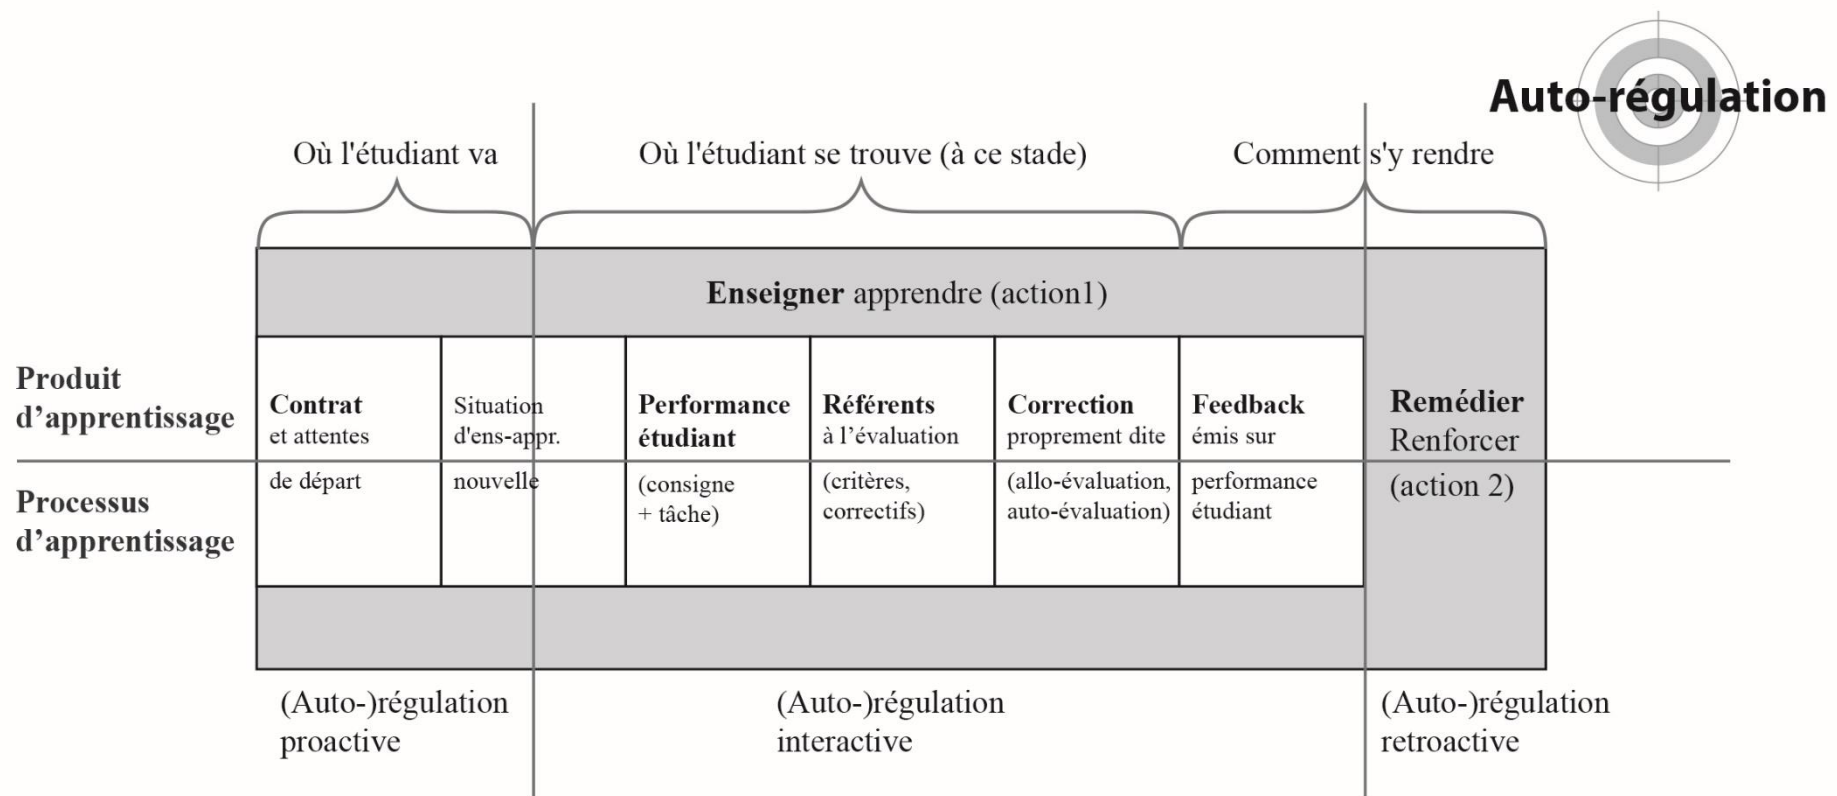 Auto-régulation
Où l'étudiant va
Où l'étudiant se trouve (à ce stade)
Comment s'y rendre
Enseigner apprendre (action1)
Produit
d’apprentissage
Processus
d’apprentissage
Contrat
et attentes
de départ
Situation
d'ens-appr.
nouvelle
Performance
étudiant
(consigne
+ tâche)
Référents
à l’évaluation
(critères,
correctifs)
Correction
proprement dite
(allo-évaluation,
auto-évaluation)
Feedback
émis sur
performance
étudiant
Remédier
Renforcer
(action 2)
(Auto-)régulation
proactive
(Auto-)régulation
interactive
(Auto-)régulation
retroactive